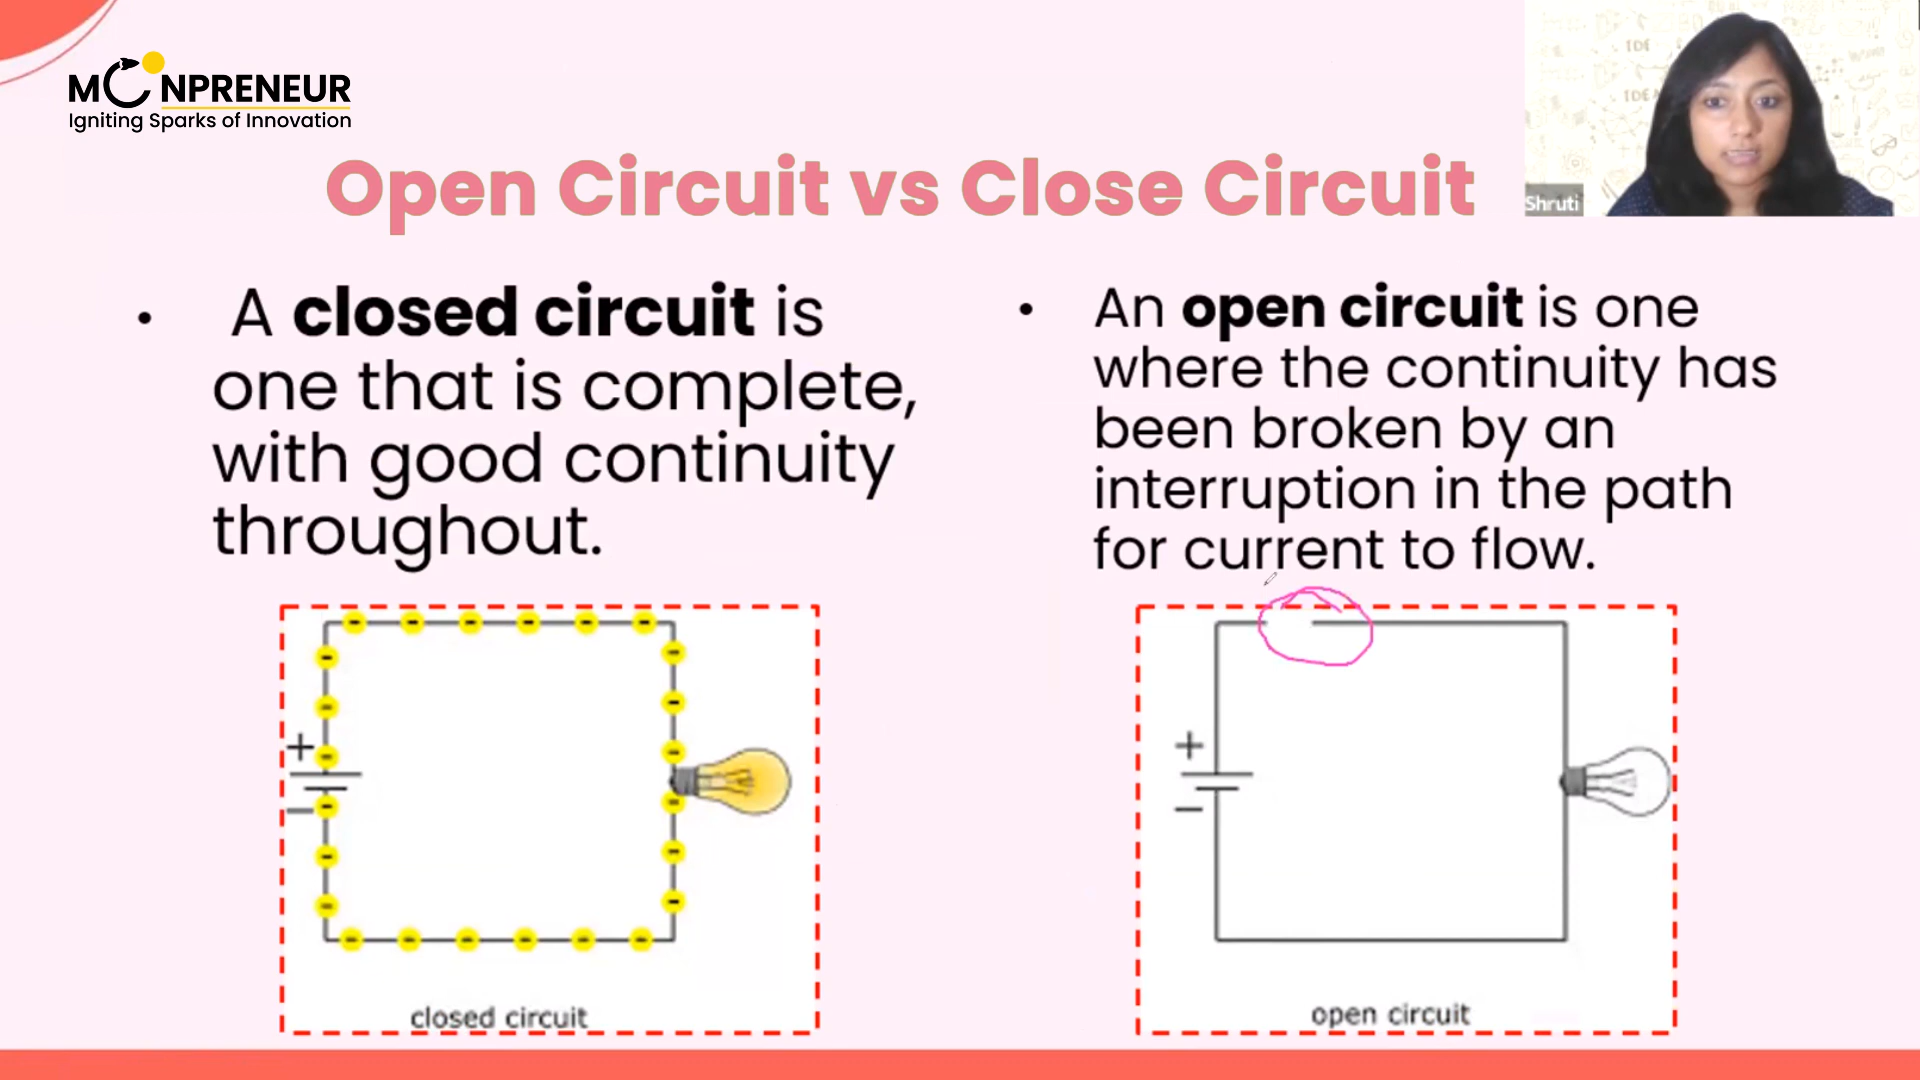 MOONPRENEUR
Igniting Sparks of Innovation
Shruti
Open Circuit vs Close Circuit
• A closed circuit is
one that is complete,
with good continuity
throughout.
• An open circuit is one
where the continuity has
been broken by an
interruption in the path
for current to flow.
+
−
closed circuit
+
−
open circuit